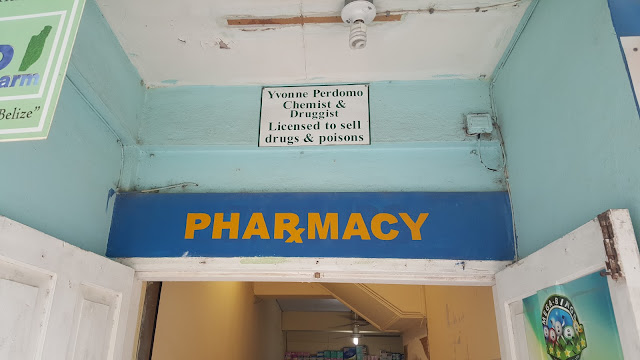 arm
Belize”
Yvonne Perdomo
Chemist &
Druggist
Licensed to sell
drugs & poisons
PHARMACY